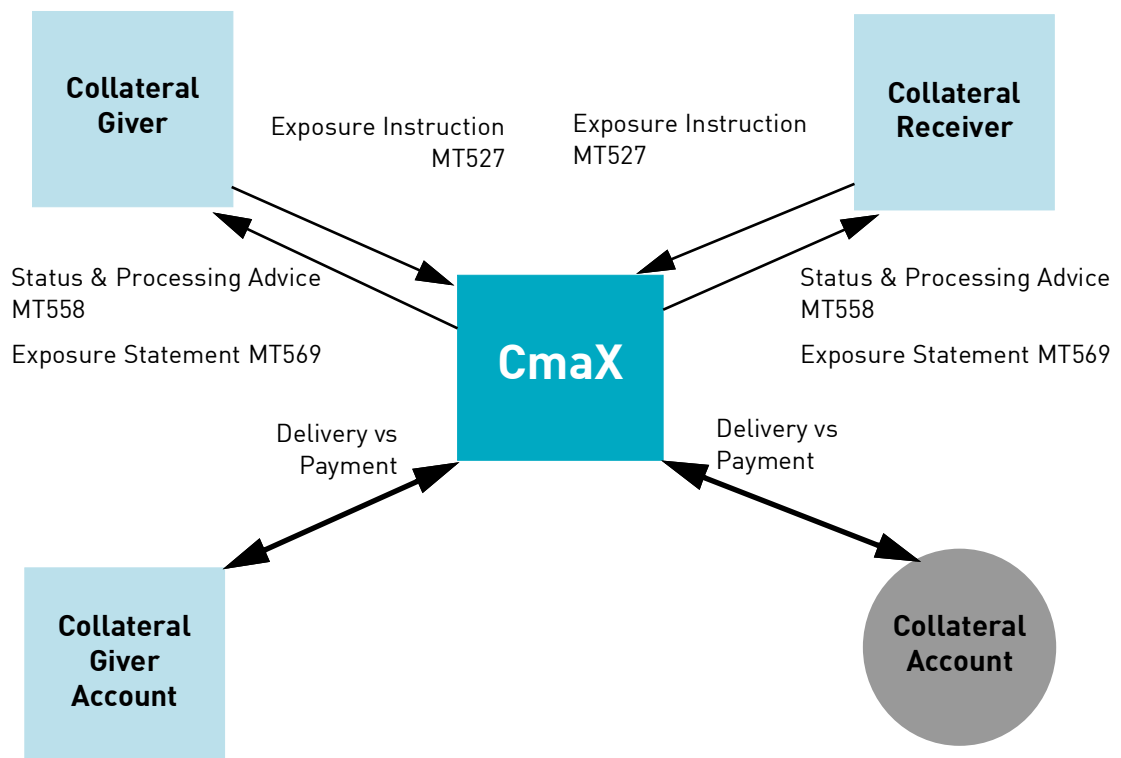 Collateral
Giver
Exposure Instruction
MT527
Exposure Instruction
MT527
Collateral
Receiver
Status & Processing Advice
MT558
Exposure Statement MT569
CmaX
Status & Processing Advice
MT558
Exposure Statement MT569
Delivery vs
Payment
Delivery vs
Payment
Collateral
Giver
Account
Collateral
Account